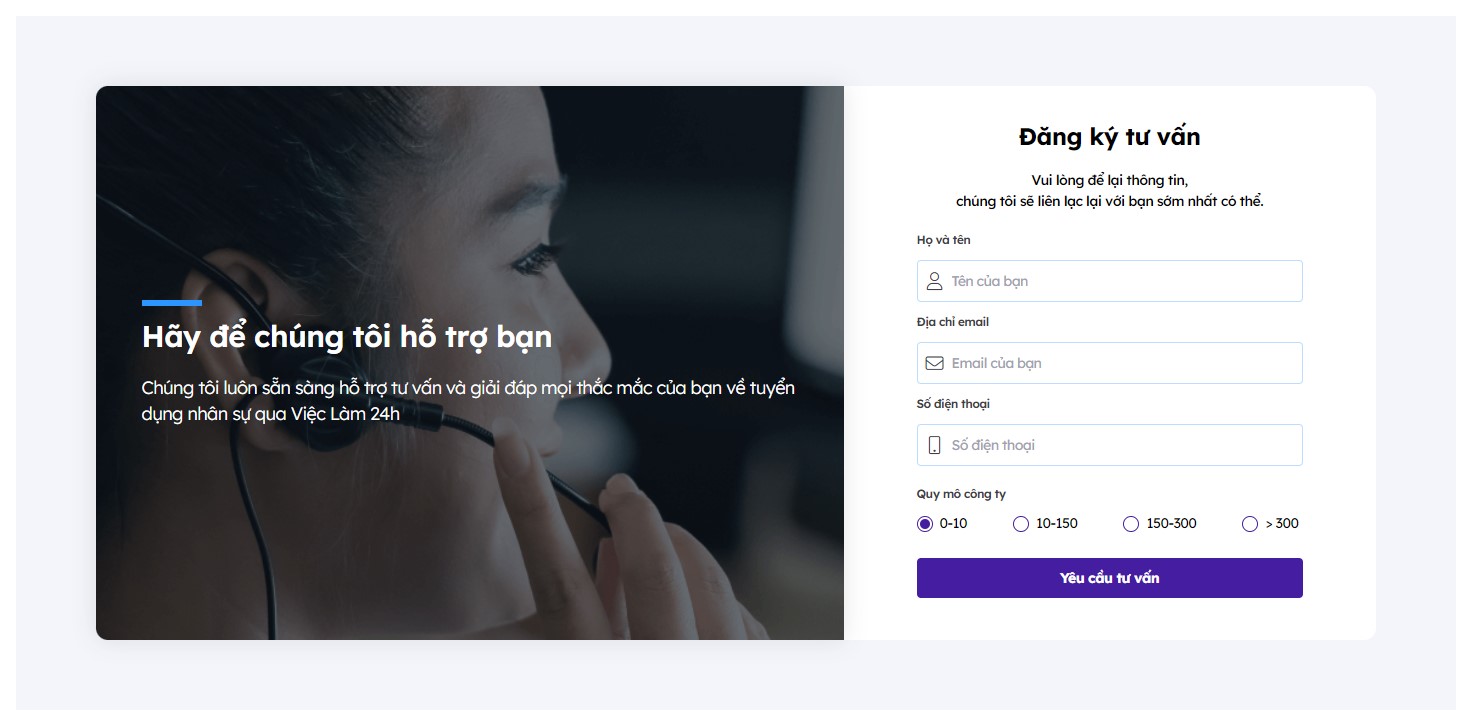 Hãy để chúng tôi hỗ trợ bạn
Chúng tôi luôn sẵn sàng hỗ trợ tư vấn và giải đáp mọi thắc mắc của bạn về tuyển
dụng nhân sự qua Việc Làm 24h
Đăng ký tư vấn
Vui lòng để lại thông tin,
chúng tôi sẽ liên lạc lại với bạn sớm nhất có thể.
Họ và tên
Tên của bạn
Địa chỉ email
Email của bạn
Số điện thoại
Số điện thoại
Quy mô công ty
0-10 10-150 150-300 > 300
Yêu cầu tư vấn